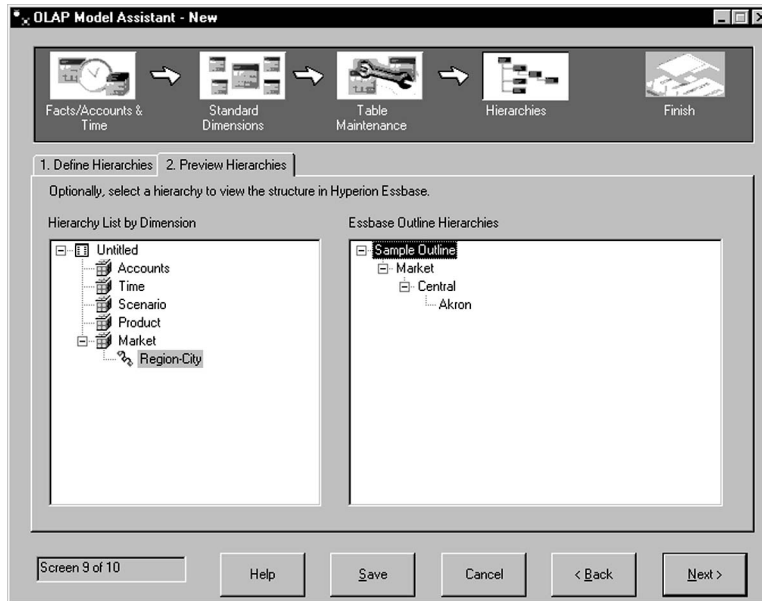 OLAP Model Assistant - New
Facts/Accounts &
Time
Standard
Dimensions
Table
Maintenance
Hierarchies
Finish
1. Define Hierarchies
2. Preview Hierarchies
Optionally, select a hierarchy to view the structure in Hyperion Essbase.
Hierarchy List by Dimension
Untitled
Accounts
Time
Scenario
Product
Market
Region-City
Essbase Outline Hierarchies
Sample Outline
Market
Central
Akron
Screen 9 of 10
Help
Save
Cancel
< Back
Next >